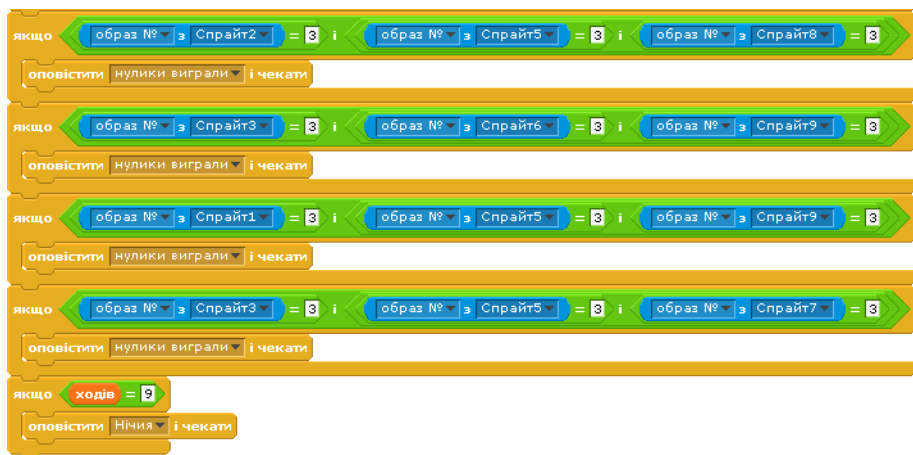 якщо образ № з Спрайт2 = 3 і образ № з Спрайт5 = 3 і образ № з Спрайт8 = 3
оповістити нулики виграли і чекати
якщо образ № з Спрайт3 = 3 і образ № з Спрайт6 = 3 і образ № з Спрайт9 = 3
оповістити нулики виграли і чекати
якщо образ № з Спрайт1 = 3 і образ № з Спрайт5 = 3 і образ № з Спрайт9 = 3
оповістити нулики виграли і чекати
якщо образ № з Спрайт3 = 3 і образ № з Спрайт5 = 3 і образ № з Спрайт7 = 3
оповістити нулики виграли і чекати
якщо ходів = 9
оповістити Нічия і чекати